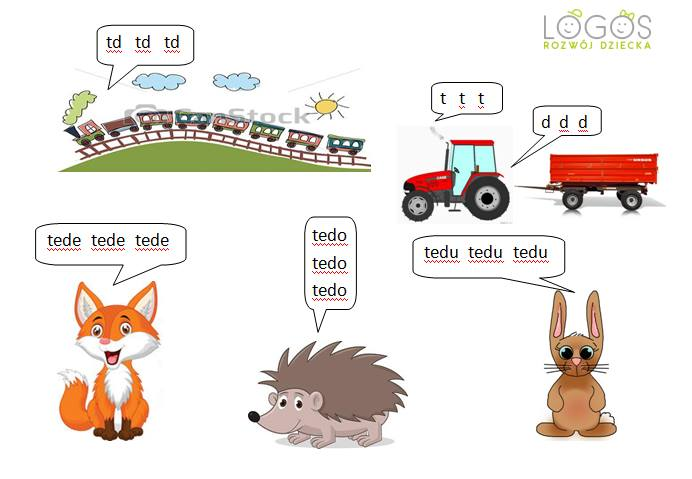 td td td
LOGOS
ROZWÓJ DZIECKA
t t t
d d d
tede tede tede
tedo
tedo
tedo
tedu tedu tedu